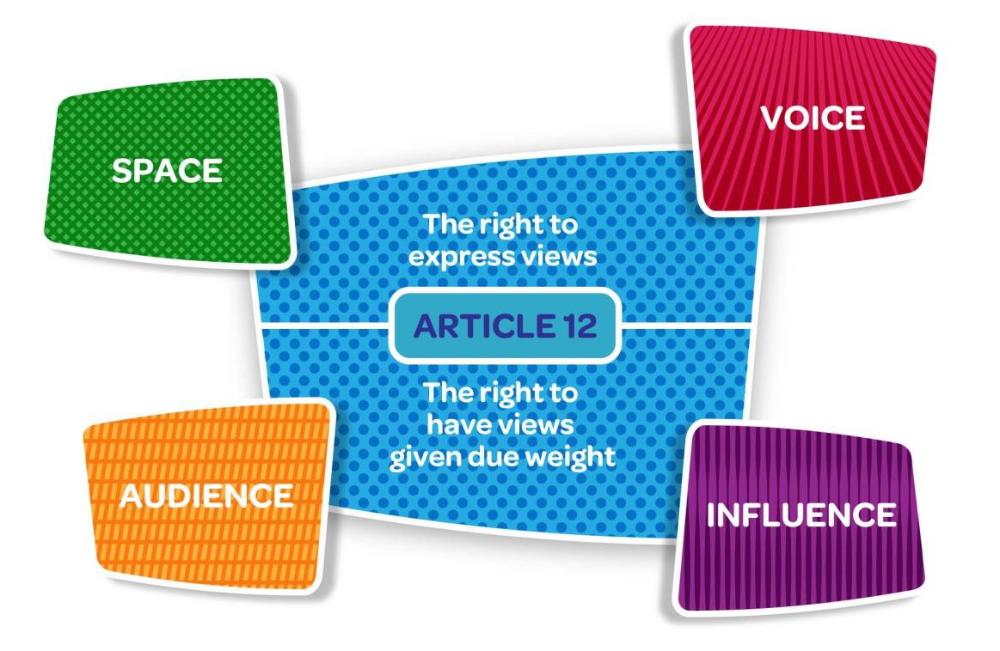 SPACE
VOICE
The right to
express views
ARTICLE 12
The right to
have views
given due weight
AUDIENCE
INFLUENCE